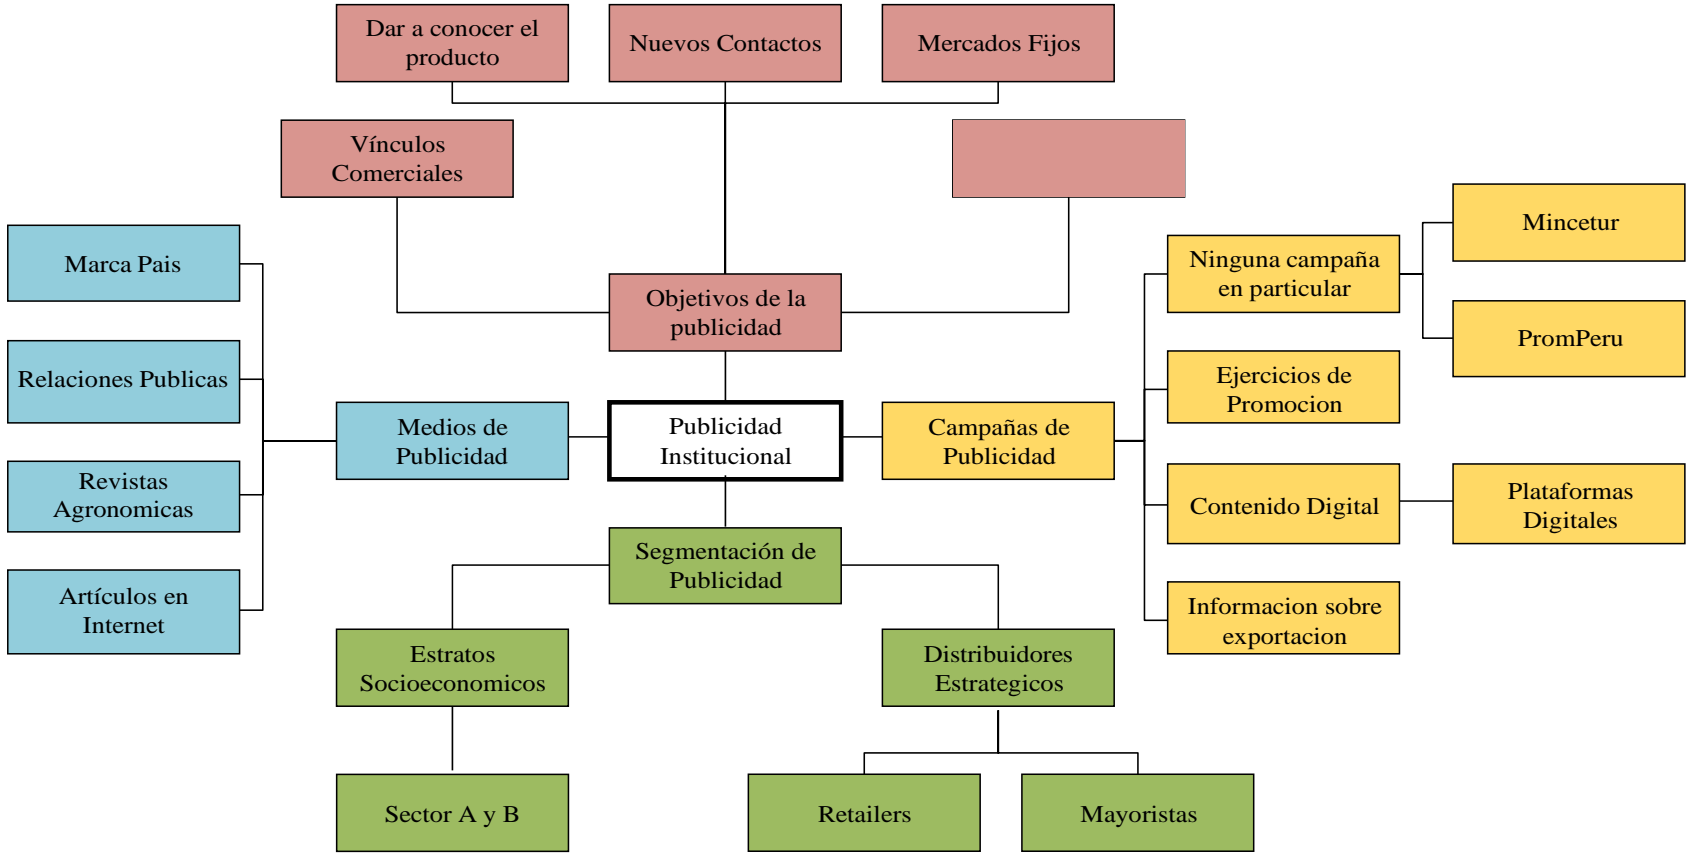 Dar a conocer el
producto
Nuevos Contactos
Mercados Fijos
Vínculos
Comerciales
Objetivos de la
publicidad
Marca Pais
Relaciones Publicas
Revistas
Agronomicas
Artículos en
Internet
Medios de
Publicidad
Publicidad
Institucional
Campañas de
Publicidad
Ninguna campaña
en particular
Mincetur
PromPeru
Ejercicios de
Promocion
Contenido Digital
Plataformas
Digitales
Informacion sobre
exportacion
Segmentación de
Publicidad
Estratos
Socioeconomicos
Distribuidores
Estrategicos
Sector A y B
Retailers
Mayoristas